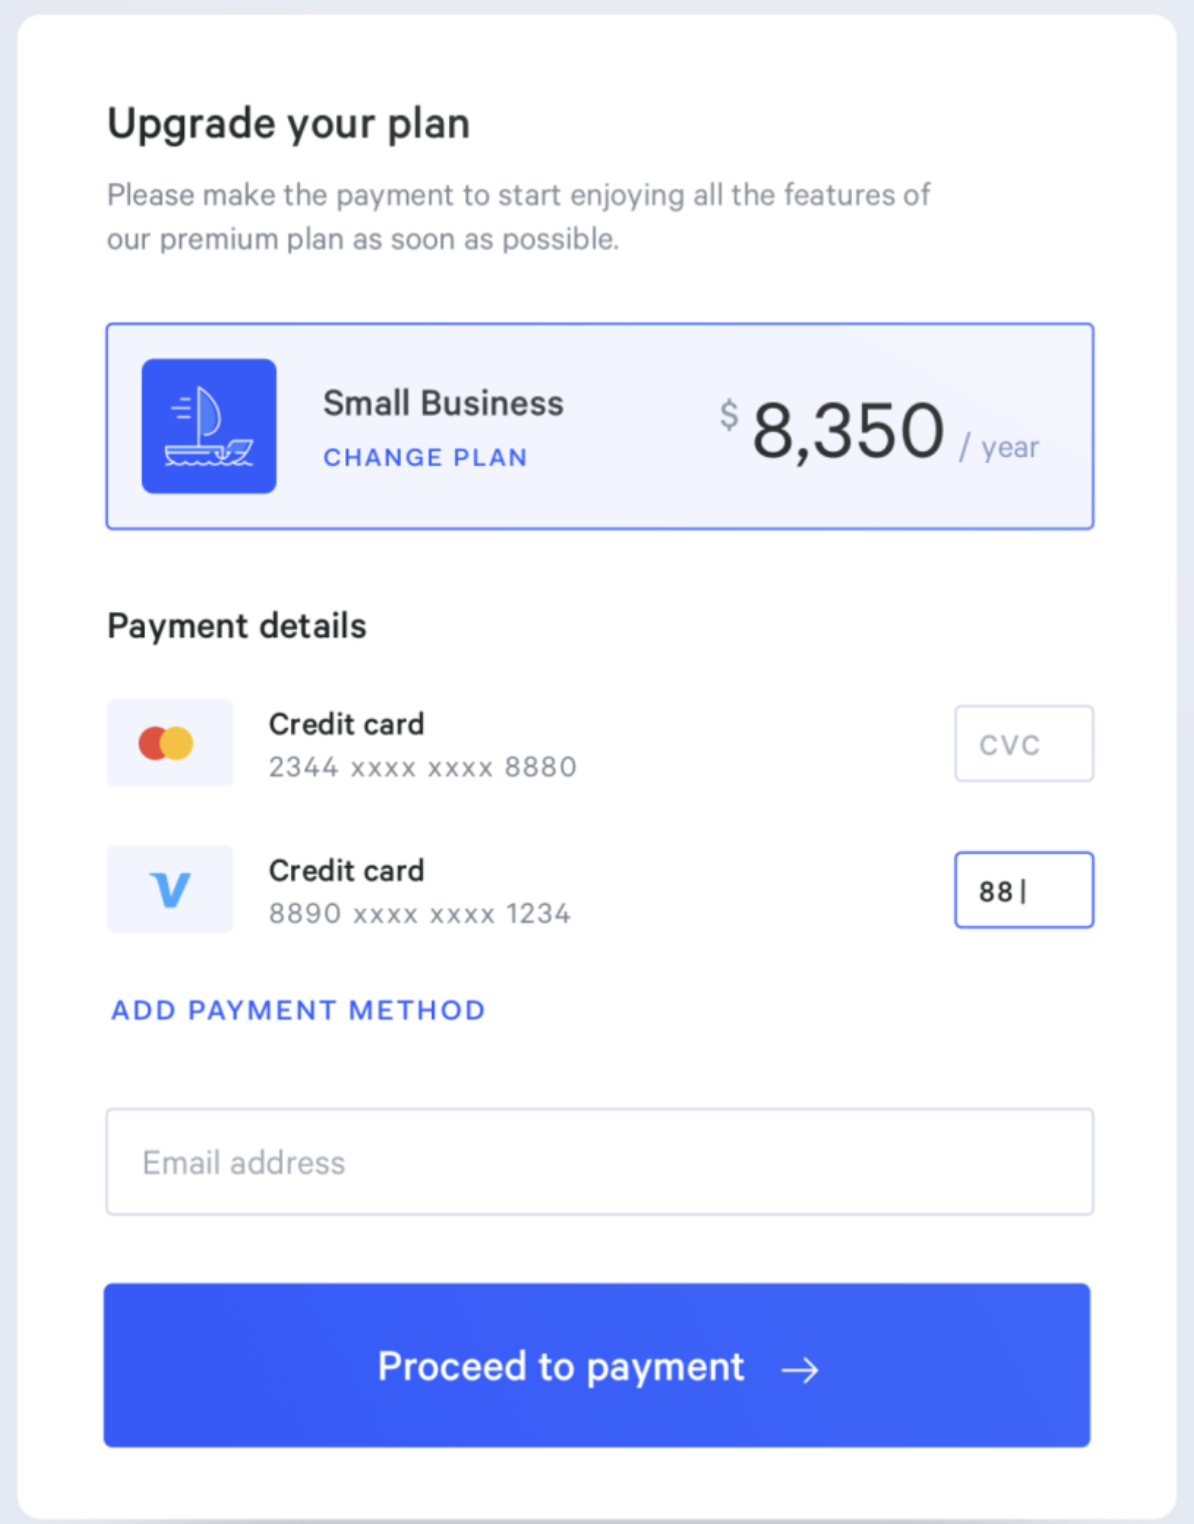 Upgrade your plan
Please make the payment to start enjoying all the features of
our premium plan as soon as possible.
Small Business
CHANGE PLAN
$ 8,350 / year
Payment details
Credit card
2344 xxxx xxxx 8880
CVC
Credit card
8890 xxxx xxxx 1234
88
ADD PAYMENT METHOD
Email address
Proceed to payment →